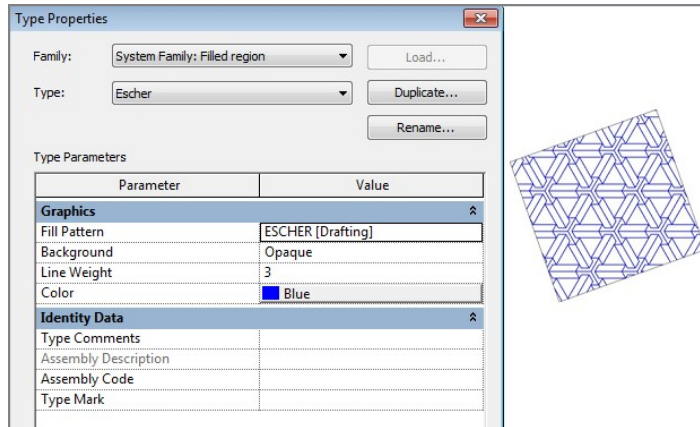 Type Properties
Family: System Family: Filled region Load...
Type: Escher Duplicate...
Rename...
Type Parameters
Parameter Value
Graphics
Fill Pattern ESCHER [Drafting]
Background Opaque
Line Weight 3
Color Blue
Identity Data
Type Comments
Assembly Description
Assembly Code
Type Mark